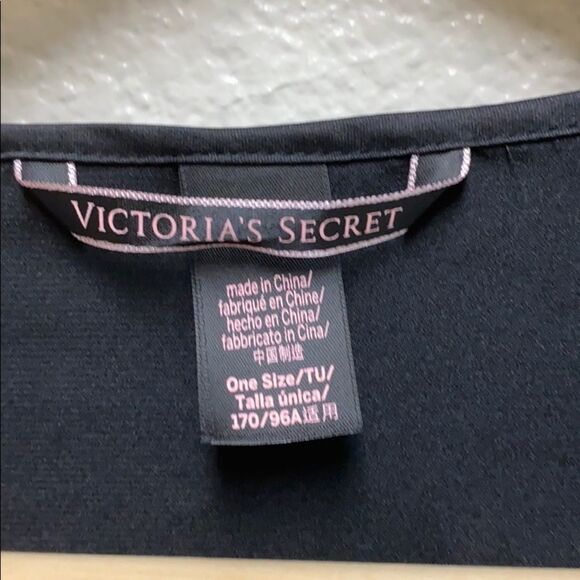 VICTORIA'S SECRET
made in China/
fabriqué en Chine/
hecho en China/
fabbricato in Cina/
中国制造
One Size/TU/
Talla única/
170/96A适用